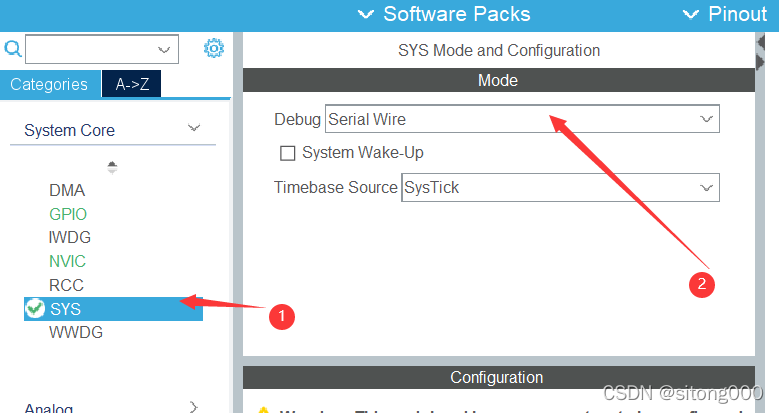 Software Packs
Pinout
Categories
A->Z
System Core
DMA
GPIO
IWDG
NVIC
RCC
SYS
WWDG
Analog
SYS Mode and Configuration
Mode
Debug Serial Wire
System Wake-Up
Timebase Source SysTick
1
2
Configuration
CSDN @sitong000